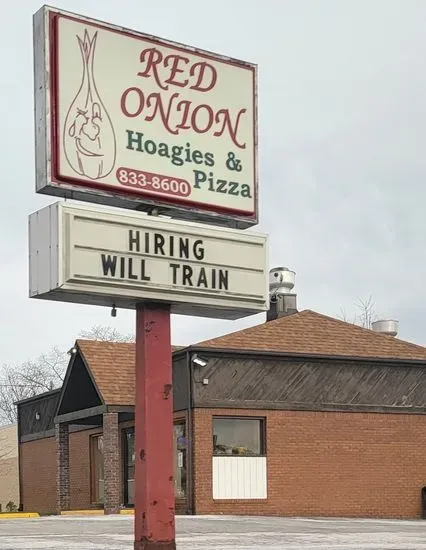 RED
ONION
Hoagies &
833-8600 Pizza
HIRING
WILL TRAIN